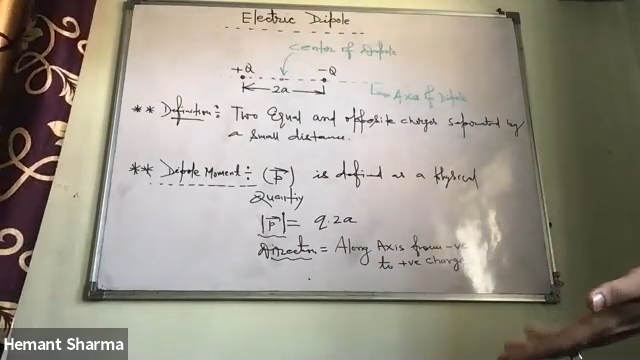 Electric Dipole
center of dipole
+Q -Q
2a
Axis of Dipole
** Definition:- Two Equal and opposite charges separated by
a small distance.
** Dipole Moment:- (p⃗) is defined as a Physical
Quantity
|p⃗| = q.2a
Directn = Along Axis from -ve
to +ve charge
Hemant Sharma